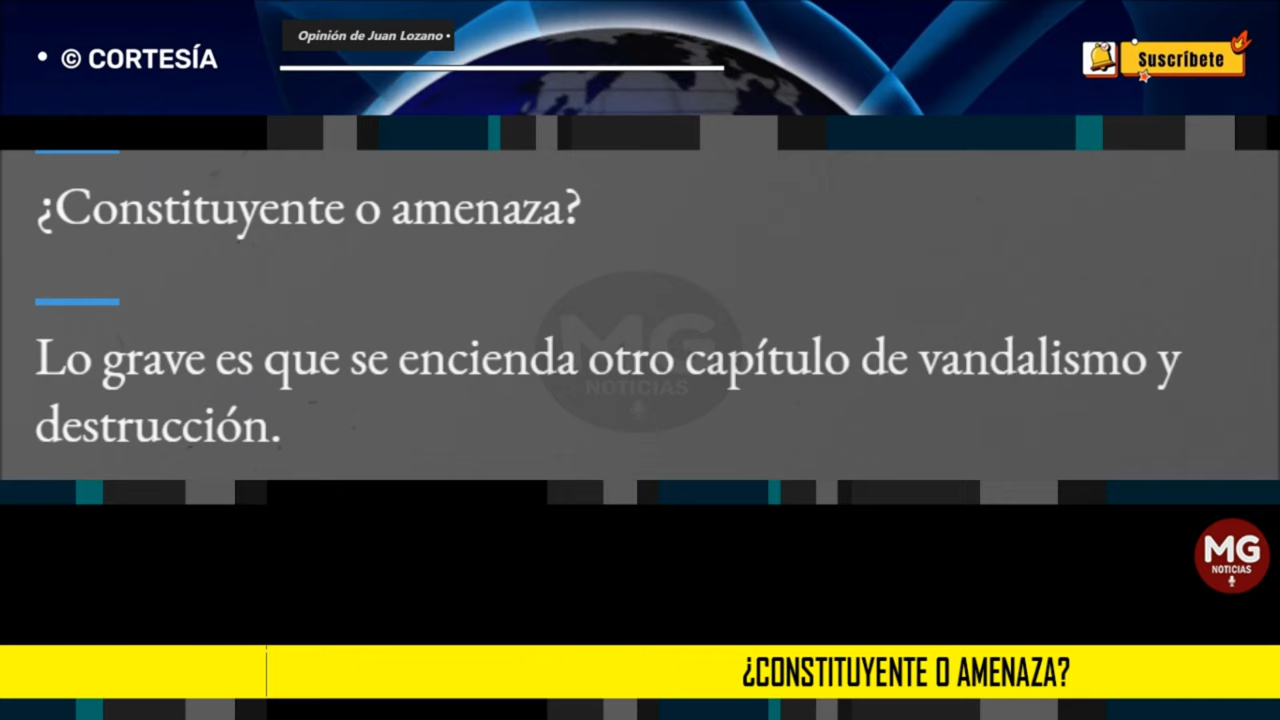 • © CORTESÍA
Opinión de Juan Lozano •
Suscríbete
¿Constituyente o amenaza?
Lo grave es que se encienda otro capítulo de vandalismo y
destrucción.
MG
NOTICIAS
MG
NOTICIAS
¿CONSTITUYENTE O AMENAZA?